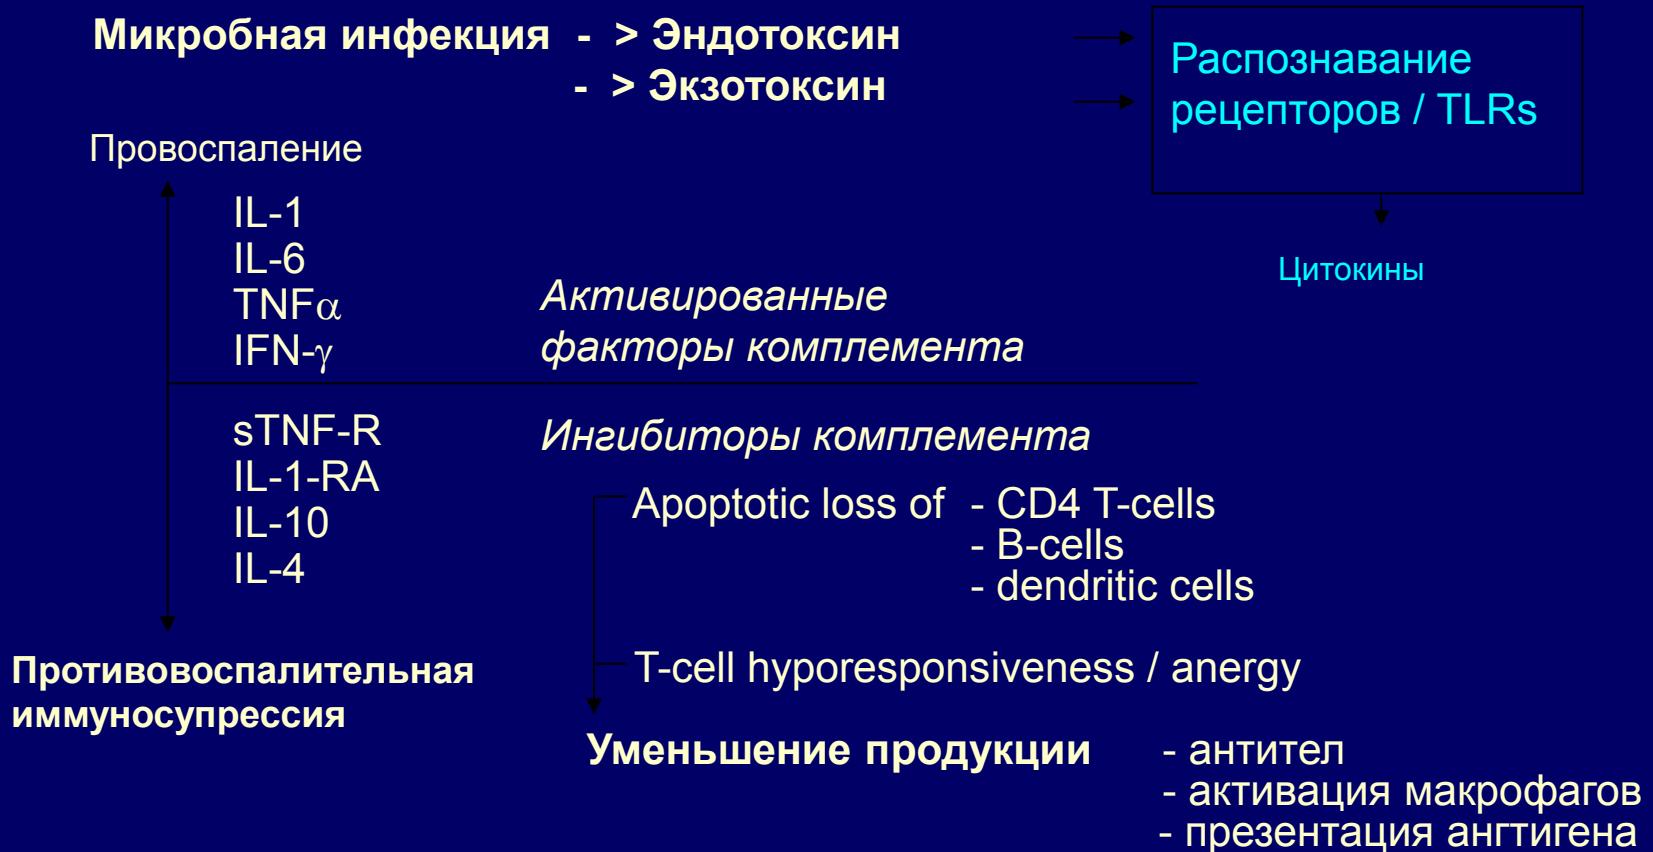 Микробная инфекция - > Эндотоксин
- > Экзотоксин
Распознавание
рецепторов / TLRs
Цитокины
Провоспаление
IL-1
IL-6
TNFα
IFN-γ
Активированные
факторы комплемента
sTNF-R
IL-1-RA
IL-10
IL-4
Ингибиторы комплемента
Apoptotic loss of - CD4 T-cells
- B-cells
- dendritic cells
T-cell hyporesponsiveness / anergy
Противовоспалительная
иммуносупрессия
Уменьшение продукции - антител
- активация макрофагов
- презентация ангтигена